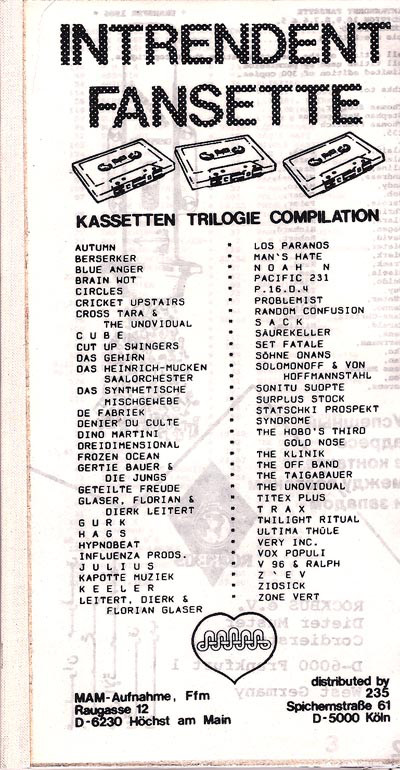 INTRENDENT
FANSETTE
KASSETTEN TRILOGIE COMPILATION
AUTUMN
BERSERKER
BLUE ANGER
BRAIN WOT
CIRCLES
CRICKET UPSTAIRS
CROSS TARA &
THE UNOVIDUAL
C U B E
CUT UP SWINGERS
DAS GEHIRN
DAS HEINRICH-MUCKEN
SAALORCHESTER
DAS SYNTHETISCHE
MISCHGEWEBE
DE FABRIEK
DENIER DU CULTE
DINO MARTINI
DREIDIMENSIONAL
FROZEN OCEAN
GERTIE BAUER &
DIE JUNGS
GETEILTE FREUDE
GLASER, FLORIAN &
DIERK LEITERT
G U R K
H A G S
HYPNOBEAT
INFLUENZA PRODS.
J U L I U S
KAPOTTE MUZIEK
K E E L E R
LEITERT, DIERK &
FLORIAN GLASER
LOS PARANOS
MAN'S HATE
N O A H N
PACIFIC 231
P.16.D.4
PROBLEMIST
RANDOM CONFUSION
S A C K
SÄUREKELLER
SET FATALE
SÖHNE ONANS
SOLOMONOFF & VON
HOFFMANNSTAHL
SONITU SUOPTE
SURPLUS STOCK
STATSCHKI PROSPEKT
SYNDROME
THE HOBO'S THIRD
GOLD NOSE
THE KLINIK
THE OFF BAND
THE TAIGABAUER
THE UNOVIDUAL
TITEX PLUS
T R A X
TWILIGHT RITUAL
ULTIMA THULE
VERY INC.
VOX POPULI
V 96 & RALPH
Z ` E V
ZIOSICK
ZONE VERT
MAM-Aufnahme, Ffm
Raugasse 12
D-6230 Höchst am Main
distributed by
235
Spichernstraße 61
D-5000 Köln